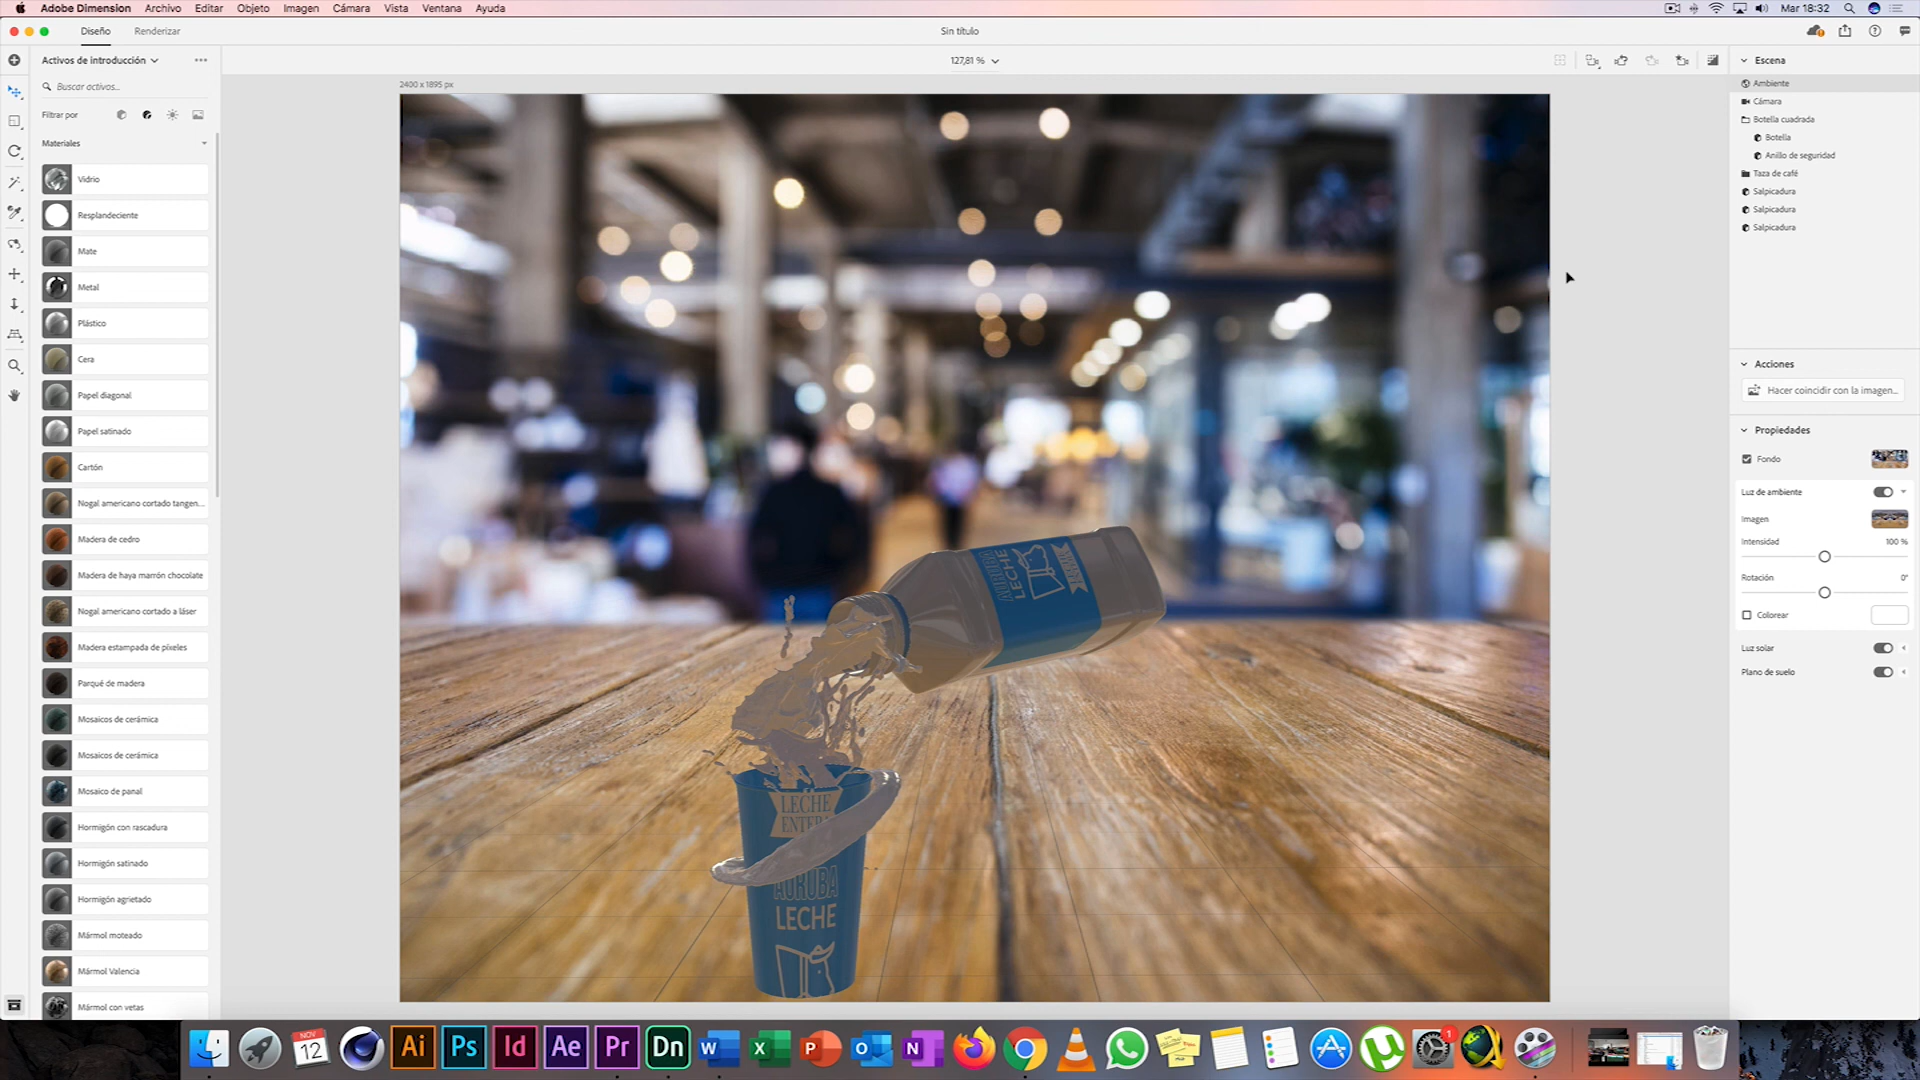 Adobe Dimension Archivo Editar Objeto Imagen Cámara Vista Ventana Ayuda Mar 18:32
Diseño Renderizar Sin título
Activos de introducción 127,81 % Escena
Buscar activos...
2400 x 1895 px
Filtrar por
Materiales
Vidrio
Resplandeciente
Mate
Metal
Plástico
Cera
Papel diagonal
Papel satinado
Cartón
Nogal americano cortado tangen...
Madera de cedro
Madera de haya marrón chocolate
Nogal americano cortado a láser
Madera estampada de píxeles
Parqué de madera
Mosaicos de cerámica
Mosaicos de cerámica
Mosaico de panal
Hormigón con rascadura
Hormigón satinado
Hormigón agrietado
Mármol moteado
Mármol Valencia
Mármol con vetas
Ambiente
Cámara
Botella cuadrada
Botella
Anillo de seguridad
Taza de café
Salpicadura
Salpicadura
Salpicadura
Acciones
Hacer coincidir con la imagen...
Propiedades
Fondo
Luz de ambiente
Imagen
Intensidad 100 %
Rotación 0°
Colorear
Luz solar
Plano de suelo
AURUBA
LECHE
LECHE
ENTERA
AURUBA
LECHE
NOV
12
Ai Ps Id Ae Pr Dn W X P O N
1